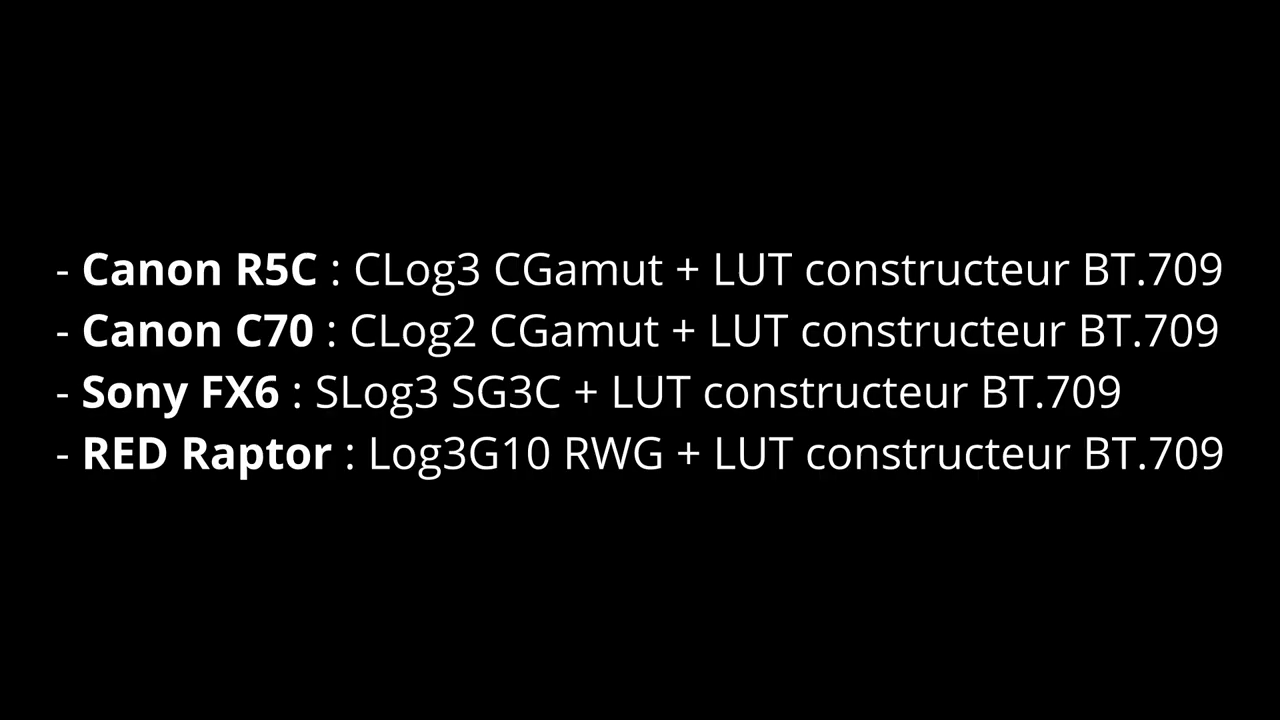 - Canon R5C : CLog3 CGamut + LUT constructeur BT.709
- Canon C70 : CLog2 CGamut + LUT constructeur BT.709
- Sony FX6 : SLog3 SG3C + LUT constructeur BT.709
- RED Raptor : Log3G10 RWG + LUT constructeur BT.709